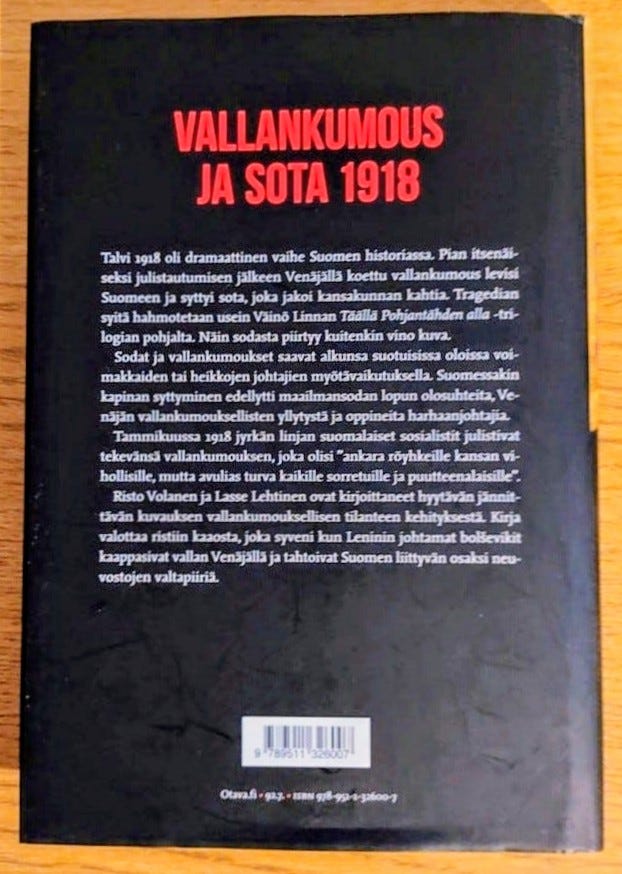 VALLANKUMOUS
JA SOTA 1918
Talvi 1918 oli dramaattinen vaihe Suomen historiassa. Pian itsenäi-
seksi julistautumisen jälkeen Venäjällä koettu vallankumous levisi
Suomeen ja syttyi sota, joka jakoi kansakunnan kahtia. Tragedian
syitä hahmotetaan usein Väinö Linnan Täällä Pohjantähden alla -tri-
logian pohjalta. Näin sodasta piirtyy kuitenkin vino kuva.
Sodat ja vallankumoukset saavat alkunsa suotuisissa oloissa voi-
makkaiden tai heikkojen johtajien myötävaikutuksella. Suomessakin
kapinan syttyminen edellytti maailmansodan lopun olosuhteita, Ve-
näjän vallankumouksellisten yllytystä ja oppineita harhaanjohtajia.
Tammikuussa 1918 jyrkän linjan suomalaiset sosialistit julistivat
tekevänsä vallankumouksen, joka olisi ”ankara röyhkeille kansan vi-
hollisille, mutta avulias turva kaikille sorretuille ja puutteenalaisille”.
Risto Volanen ja Lasse Lehtinen ovat kirjoittaneet hyytävän jännit-
tävän kuvauksen vallankumouksellisen tilanteen kehityksestä. Kirja
valottaa ristiin kaaosta, joka syveni kun Leninin johtamat bolševikit
kaappasivat vallan Venäjällä ja tahtoivat Suomen liittyvän osaksi neu-
vostojen valtapiiriä.
9 789511 326007
Otava.fi • 92.7. • ISBN 978-951-1-32600-7